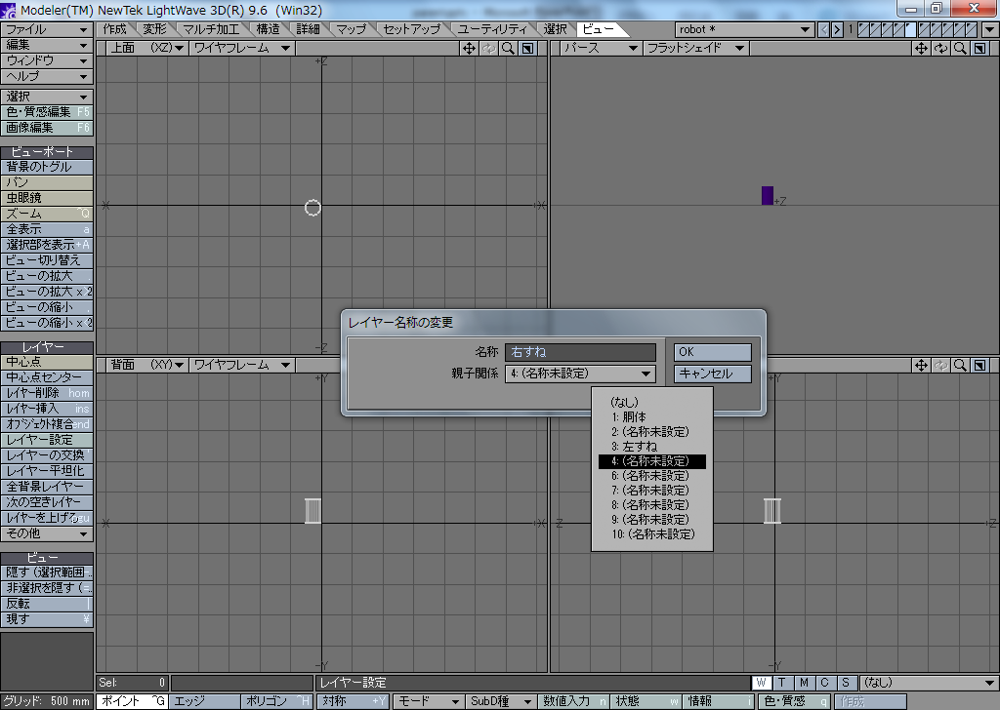 Modeler(TM) NewTek LightWave 3D(R) 9.6 (Win32)
ファイル
作成 変形 マルチ加工 構造 詳細 マップ セットアップ ユーティリティ 選択 ビュー
robot * 1
編集
ウィンドウ
ヘルプ
上面 (XZ) ワイヤフレーム
パース フラットシェイド
選択
色・質感編集 F5
画像編集 F6
ビューポート
背景のトグル
パン
虫眼鏡
ズーム Q
全表示 a
選択部を表示 +A
ビュー切り替え
ビューの拡大 .
ビューの拡大 x 2
ビューの縮小 ,
ビューの縮小 x 2
レイヤー
中心点
中心点センター
レイヤー削除 hom
レイヤー挿入 ins
オブジェクト複合 end
レイヤー設定
レイヤーの交換 '
レイヤー平坦化
全背景レイヤー
次の空きレイヤー
レイヤーを上げる pgu
その他
ビュー
隠す (選択範囲 -
非選択を隠す ( =
反転 |
現す ¥
+Z
-X +X
-Z
+Z
背面 (XY) ワイヤフレーム
+Y
-X +X
-Y
+Y
-Z +Z
-Y
レイヤー名称の変更
名称 右すね
OK
親子関係 4: (名称未設定)
キャンセル
(なし)
1: 胴体
2: (名称未設定)
3: 左すね
4: (名称未設定)
6: (名称未設定)
7: (名称未設定)
8: (名称未設定)
9: (名称未設定)
10: (名称未設定)
Sel: 0
レイヤー設定
W T M C S (なし)
グリッド: 500 mm
ポイント ^G エッジ ポリゴン ^H 対称 +Y モード SubD種 数値入力 n 状態 w 情報 i 色・質感 q 作成